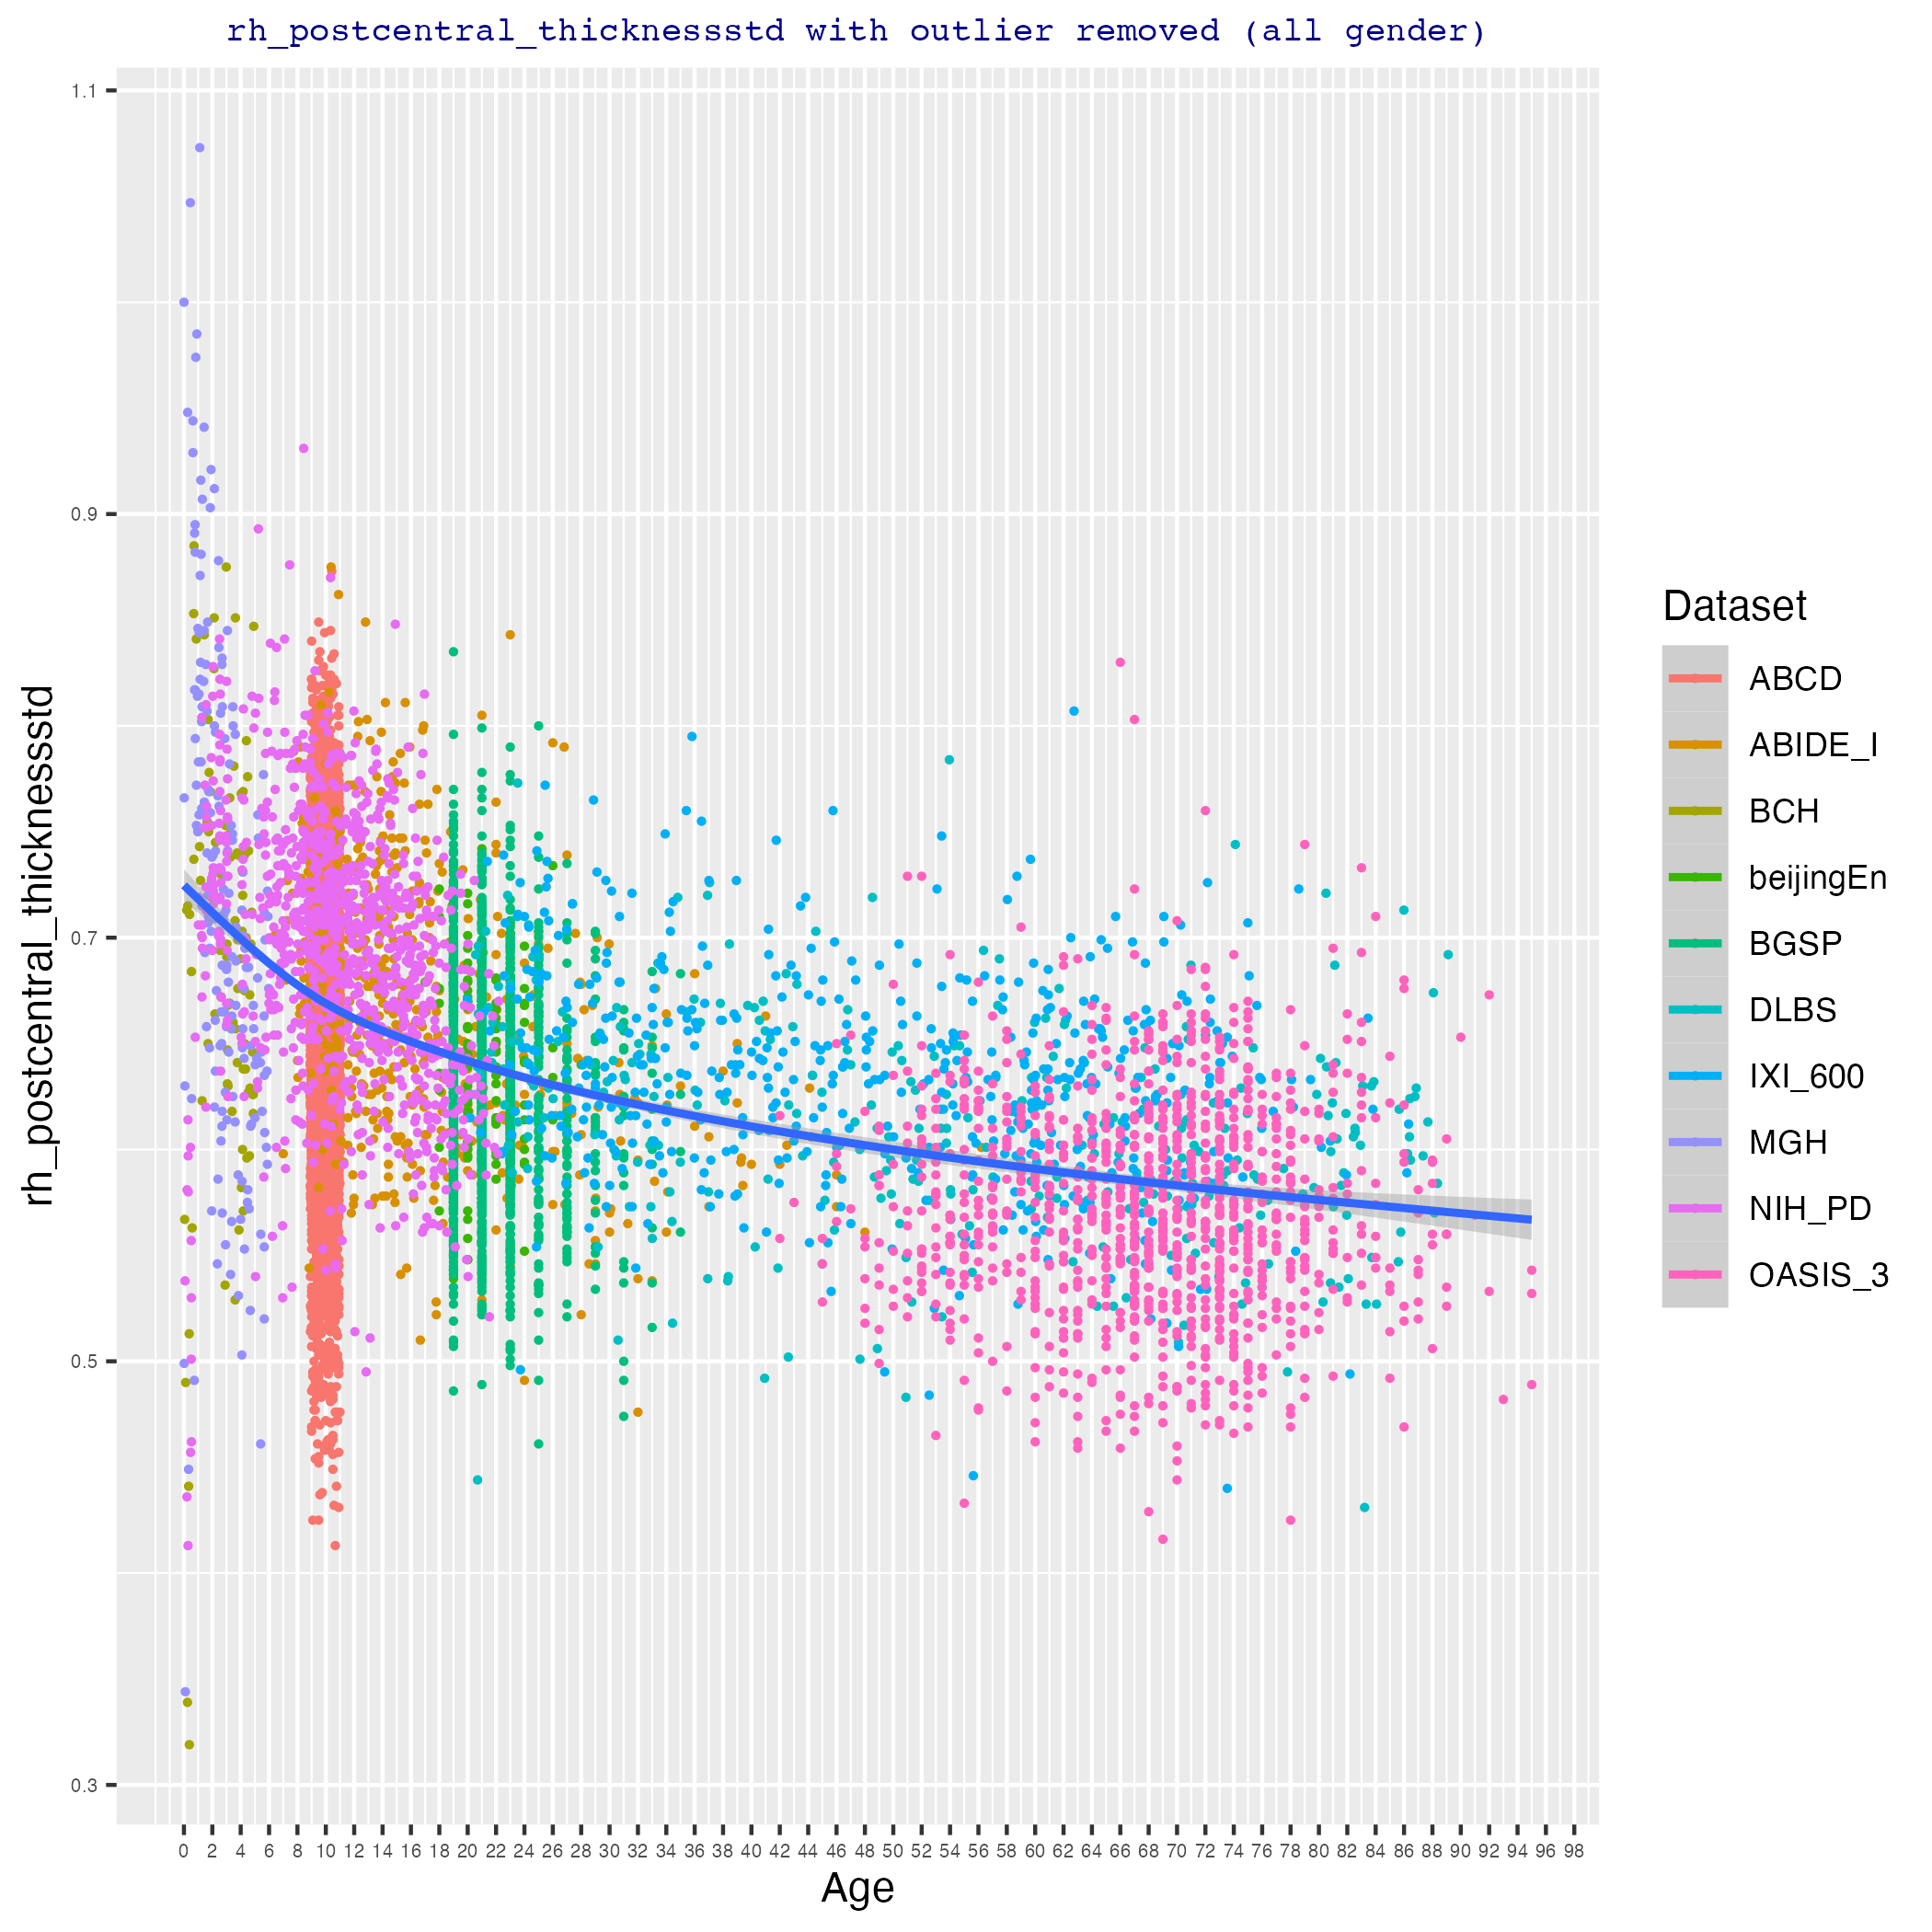 rh_postcentral_thicknessstd with outlier removed (all gender)
rh_postcentral_thicknessstd
1.1
0.9
0.7
0.5
0.3
0 2 4 6 8 10 12 14 16 18 20 22 24 26 28 30 32 34 36 38 40 42 44 46 48 50 52 54 56 58 60 62 64 66 68 70 72 74 76 78 80 82 84 86 88 90 92 94 96 98
Age
Dataset
ABCD
ABIDE_I
BCH
beijingEn
BGSP
DLBS
IXI_600
MGH
NIH_PD
OASIS_3